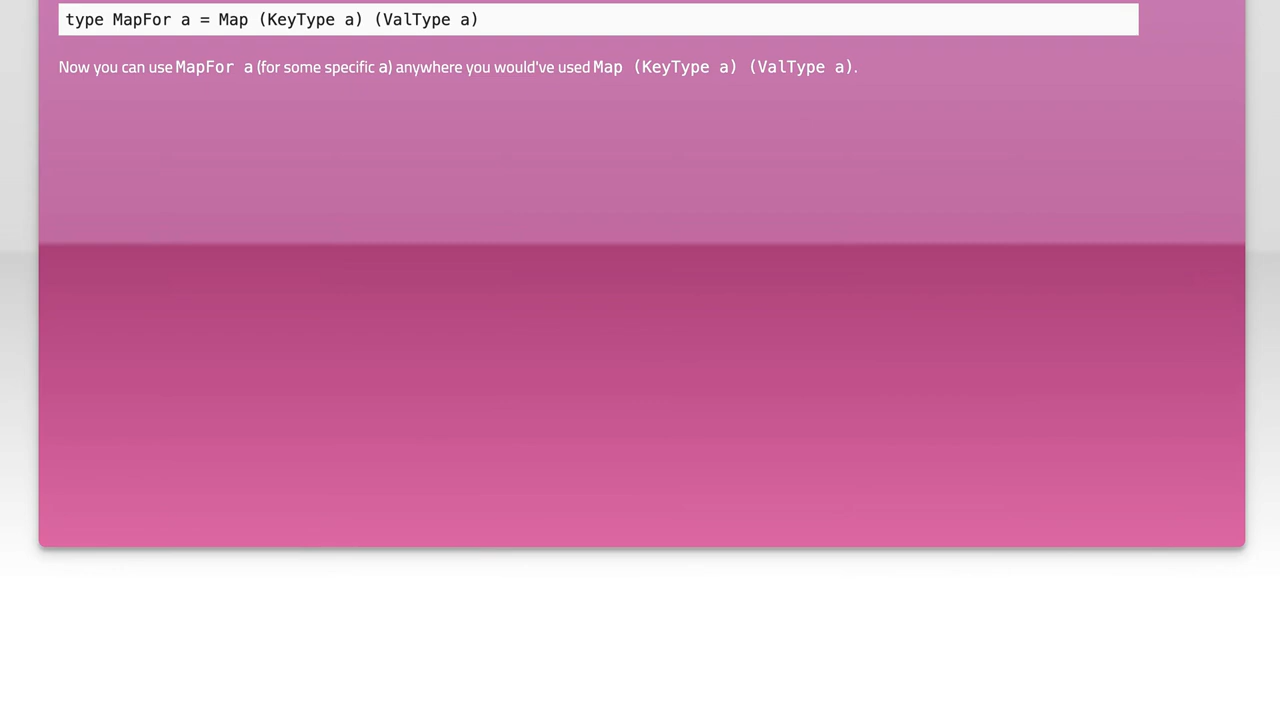 type MapFor a = Map (KeyType a) (ValType a)
Now you can use MapFor a (for some specific a) anywhere you would've used Map (KeyType a) (ValType a).